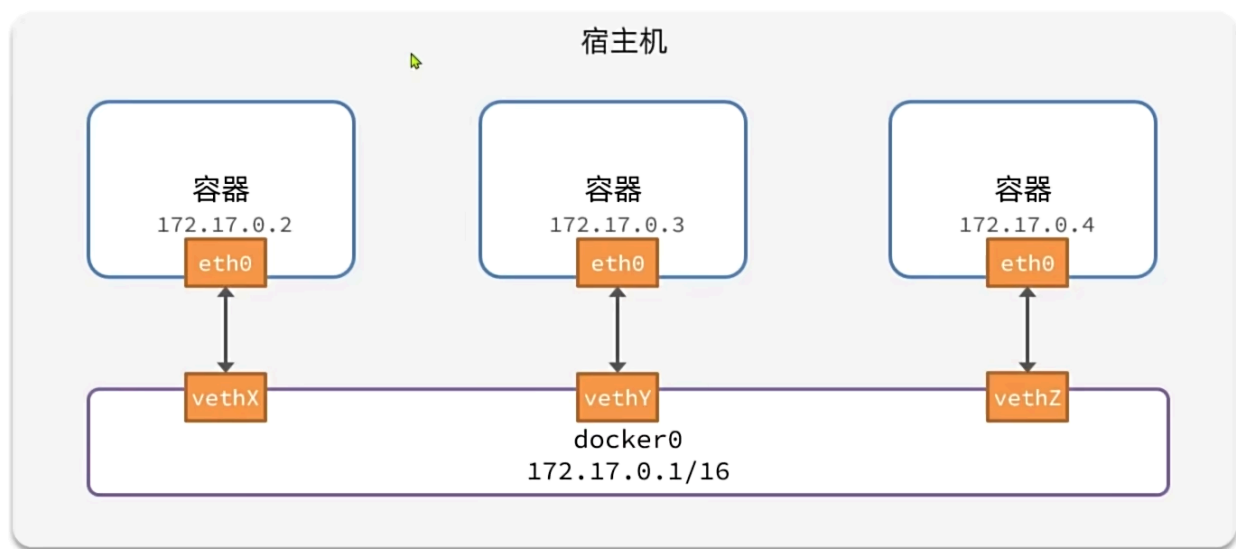 宿主机
容器
172.17.0.2
eth0
容器
172.17.0.3
eth0
容器
172.17.0.4
eth0
vethX
vethY
vethZ
docker0
172.17.0.1/16